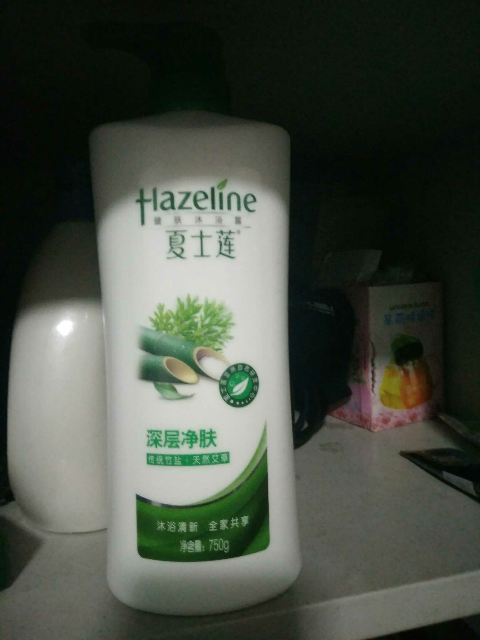 Hazeline
健肤沐浴露
夏士莲®
深层净肤
传统竹盐·天然艾草
沐浴清新 全家共享
净含量：750g